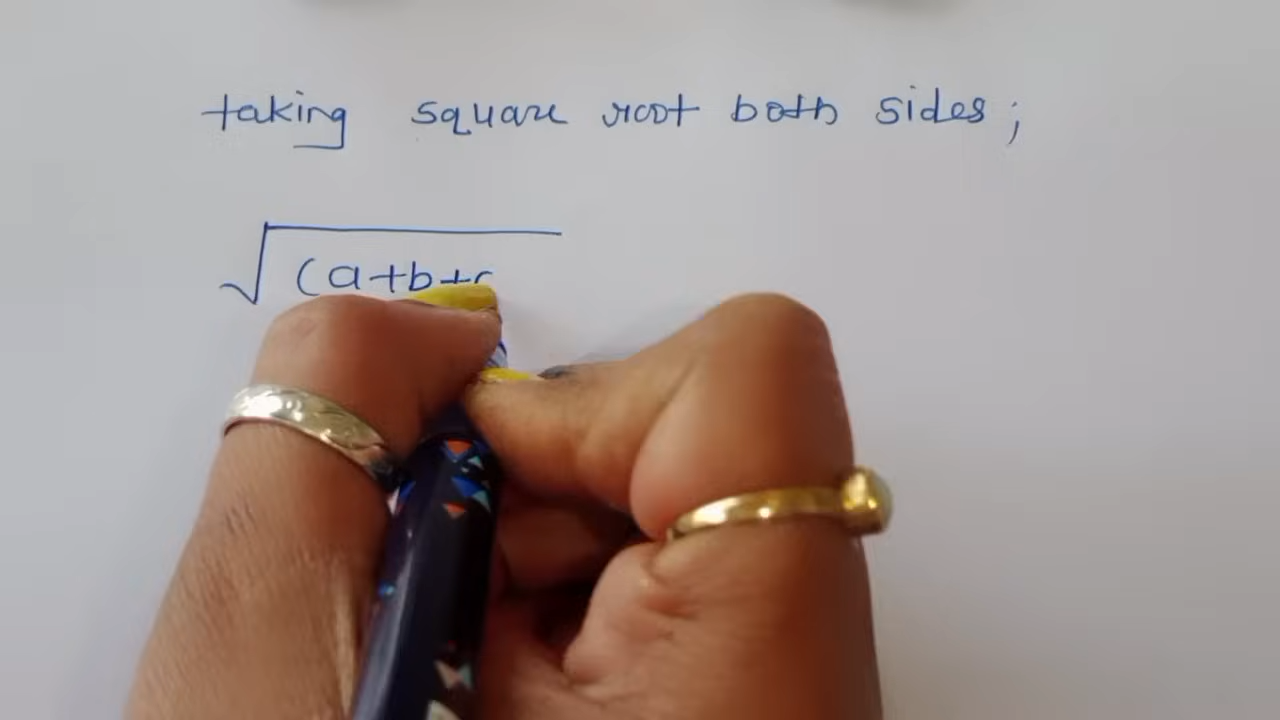 taking square root both sides;
√(a+b+c